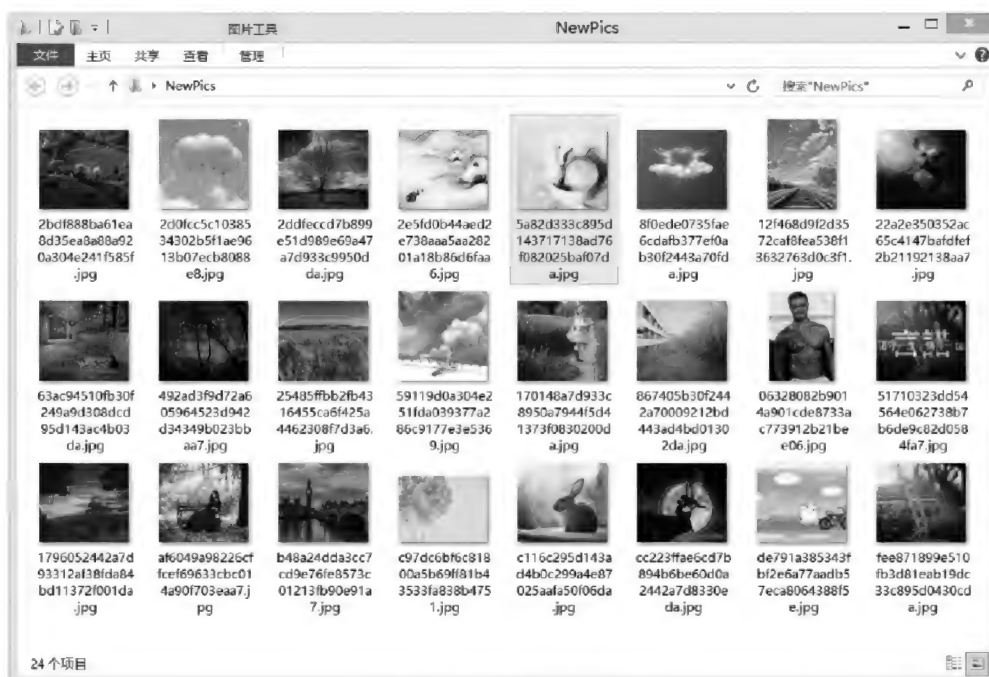 图片工具
NewPics
文件 主页 共享 查看 管理
NewPics
搜索"NewPics"
2bdf888ba61ea
8d35ea8a88a92
0a304e241f585f
.jpg
2d0fcc5c10385
34302b5f1ae96
13b07ecb8088
e8.jpg
2ddfeccd7b899
e51d989e69a47
a7d933c9950d
da.jpg
2e5fd0b44aed2
e738aaa5aa282
01a18b86d6faa
6.jpg
5a82d333c895d
143717138ad76
f082025baf07d
a.jpg
8f0ede0735fae
6cdafb377ef0a
b30f2443a70fd
a.jpg
12f468d9f2d35
72caf8fea538f1
3632763d0c3f1.
jpg
22a2e350352ac
65c4147bafdfef
2b21192138aa7
.jpg
63ac94510fb30f
249a9d308dcd
95d143ac4b03
da.jpg
492ad3f9d72a6
05964523d942
d34349b023bb
aa7.jpg
25485ffbb2fb43
16455ca6f425a
4462308f7d3a6.
jpg
59119d0a304e2
51fda039377a2
86c9177e3e536
9.jpg
170148a7d933c
8950a7944f5d4
1373f0830200d
a.jpg
867405b30f244
2a70009212bd
443ad4bd0130
2da.jpg
06328082b901
4a901cde8733a
c773912b21be
e06.jpg
51710323dd54
564e062738b7
b6de9c82d058
4fa7.jpg
1796052442a7d
93312af38fda84
bd11372f001da
.jpg
af6049a98226cf
fcef69633cbc01
4a90f703eaa7.j
pg
b48a24dda3cc7
cd9e76fe8573c
01213fb90e91a
7.jpg
c97dc6bf6c818
00a5b69ff81b4
3533fa838b475
1.jpg
c116c295d143a
d4b0c299a4e87
025aafa50f06da
.jpg
cc223ffae6cd7b
894b6be60d0a
2442a7d8330e
da.jpg
de791a385343f
bf2e6a77aadb5
7eca8064388f5
e.jpg
fee871899e510
fb3d81eab19dc
33c895d0430cd
a.jpg
24 个项目